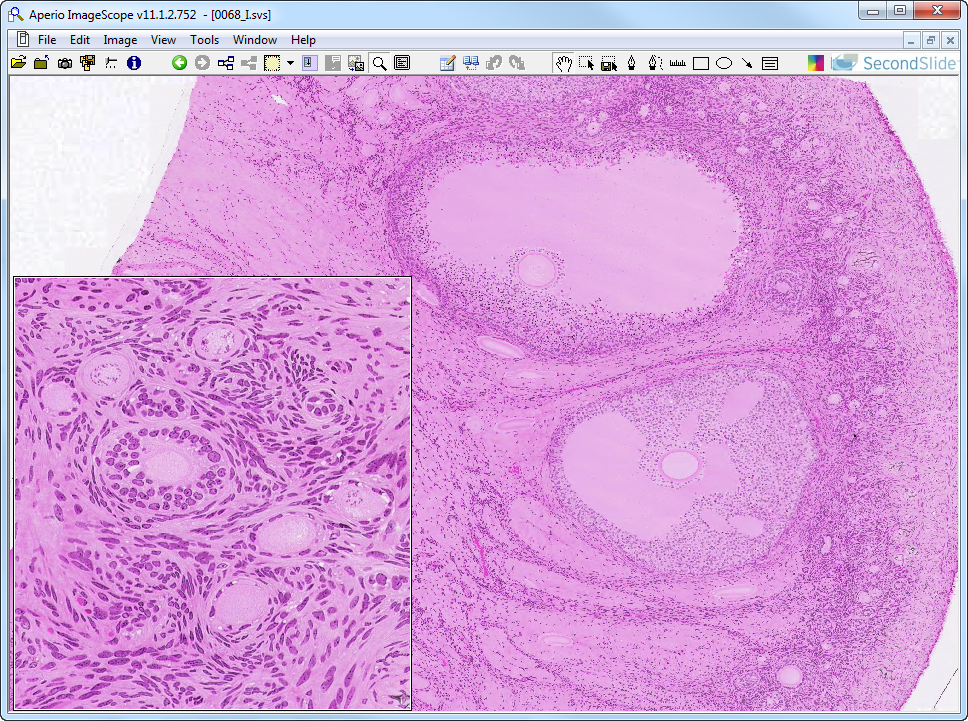 Aperio ImageScope v11.1.2.752 - [0068_I.svs]
File Edit Image View Tools Window Help
SecondSlide